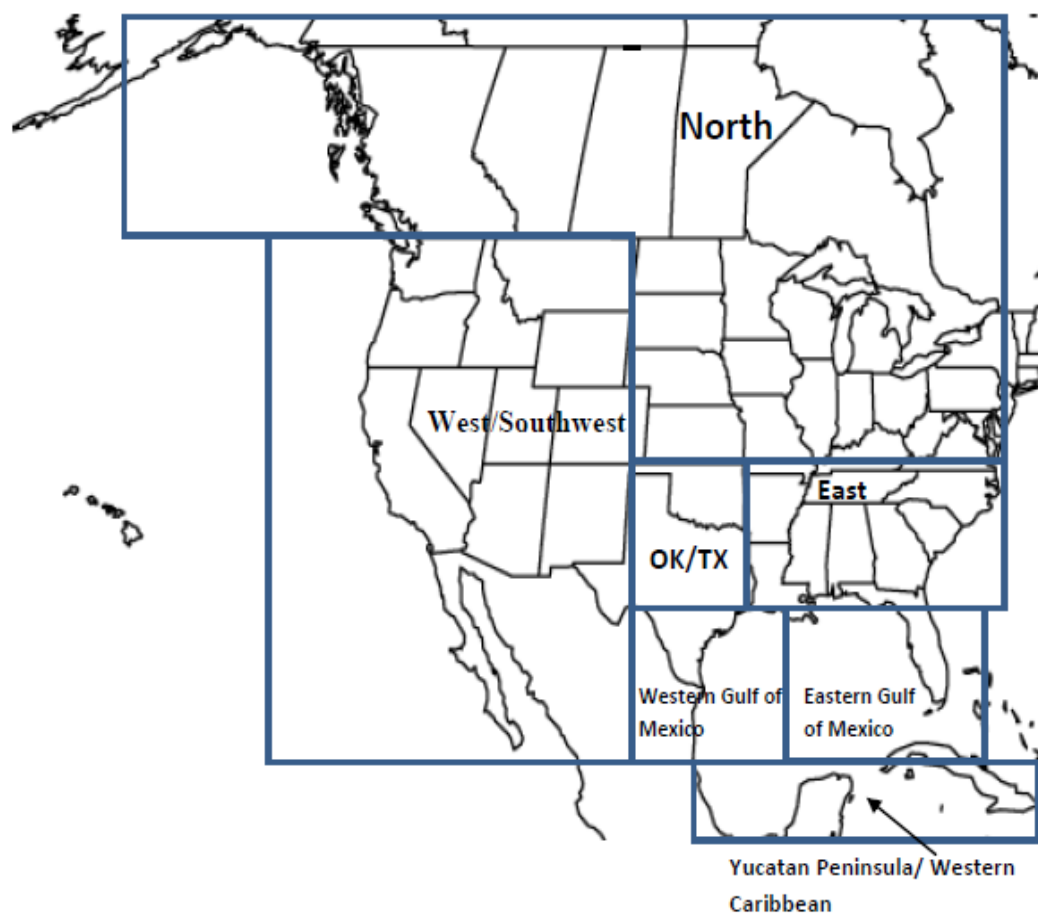 North
West/Southwest
East
OK/TX
Western Gulf of
Mexico
Eastern Gulf
of Mexico
Yucatan Peninsula/ Western
Caribbean